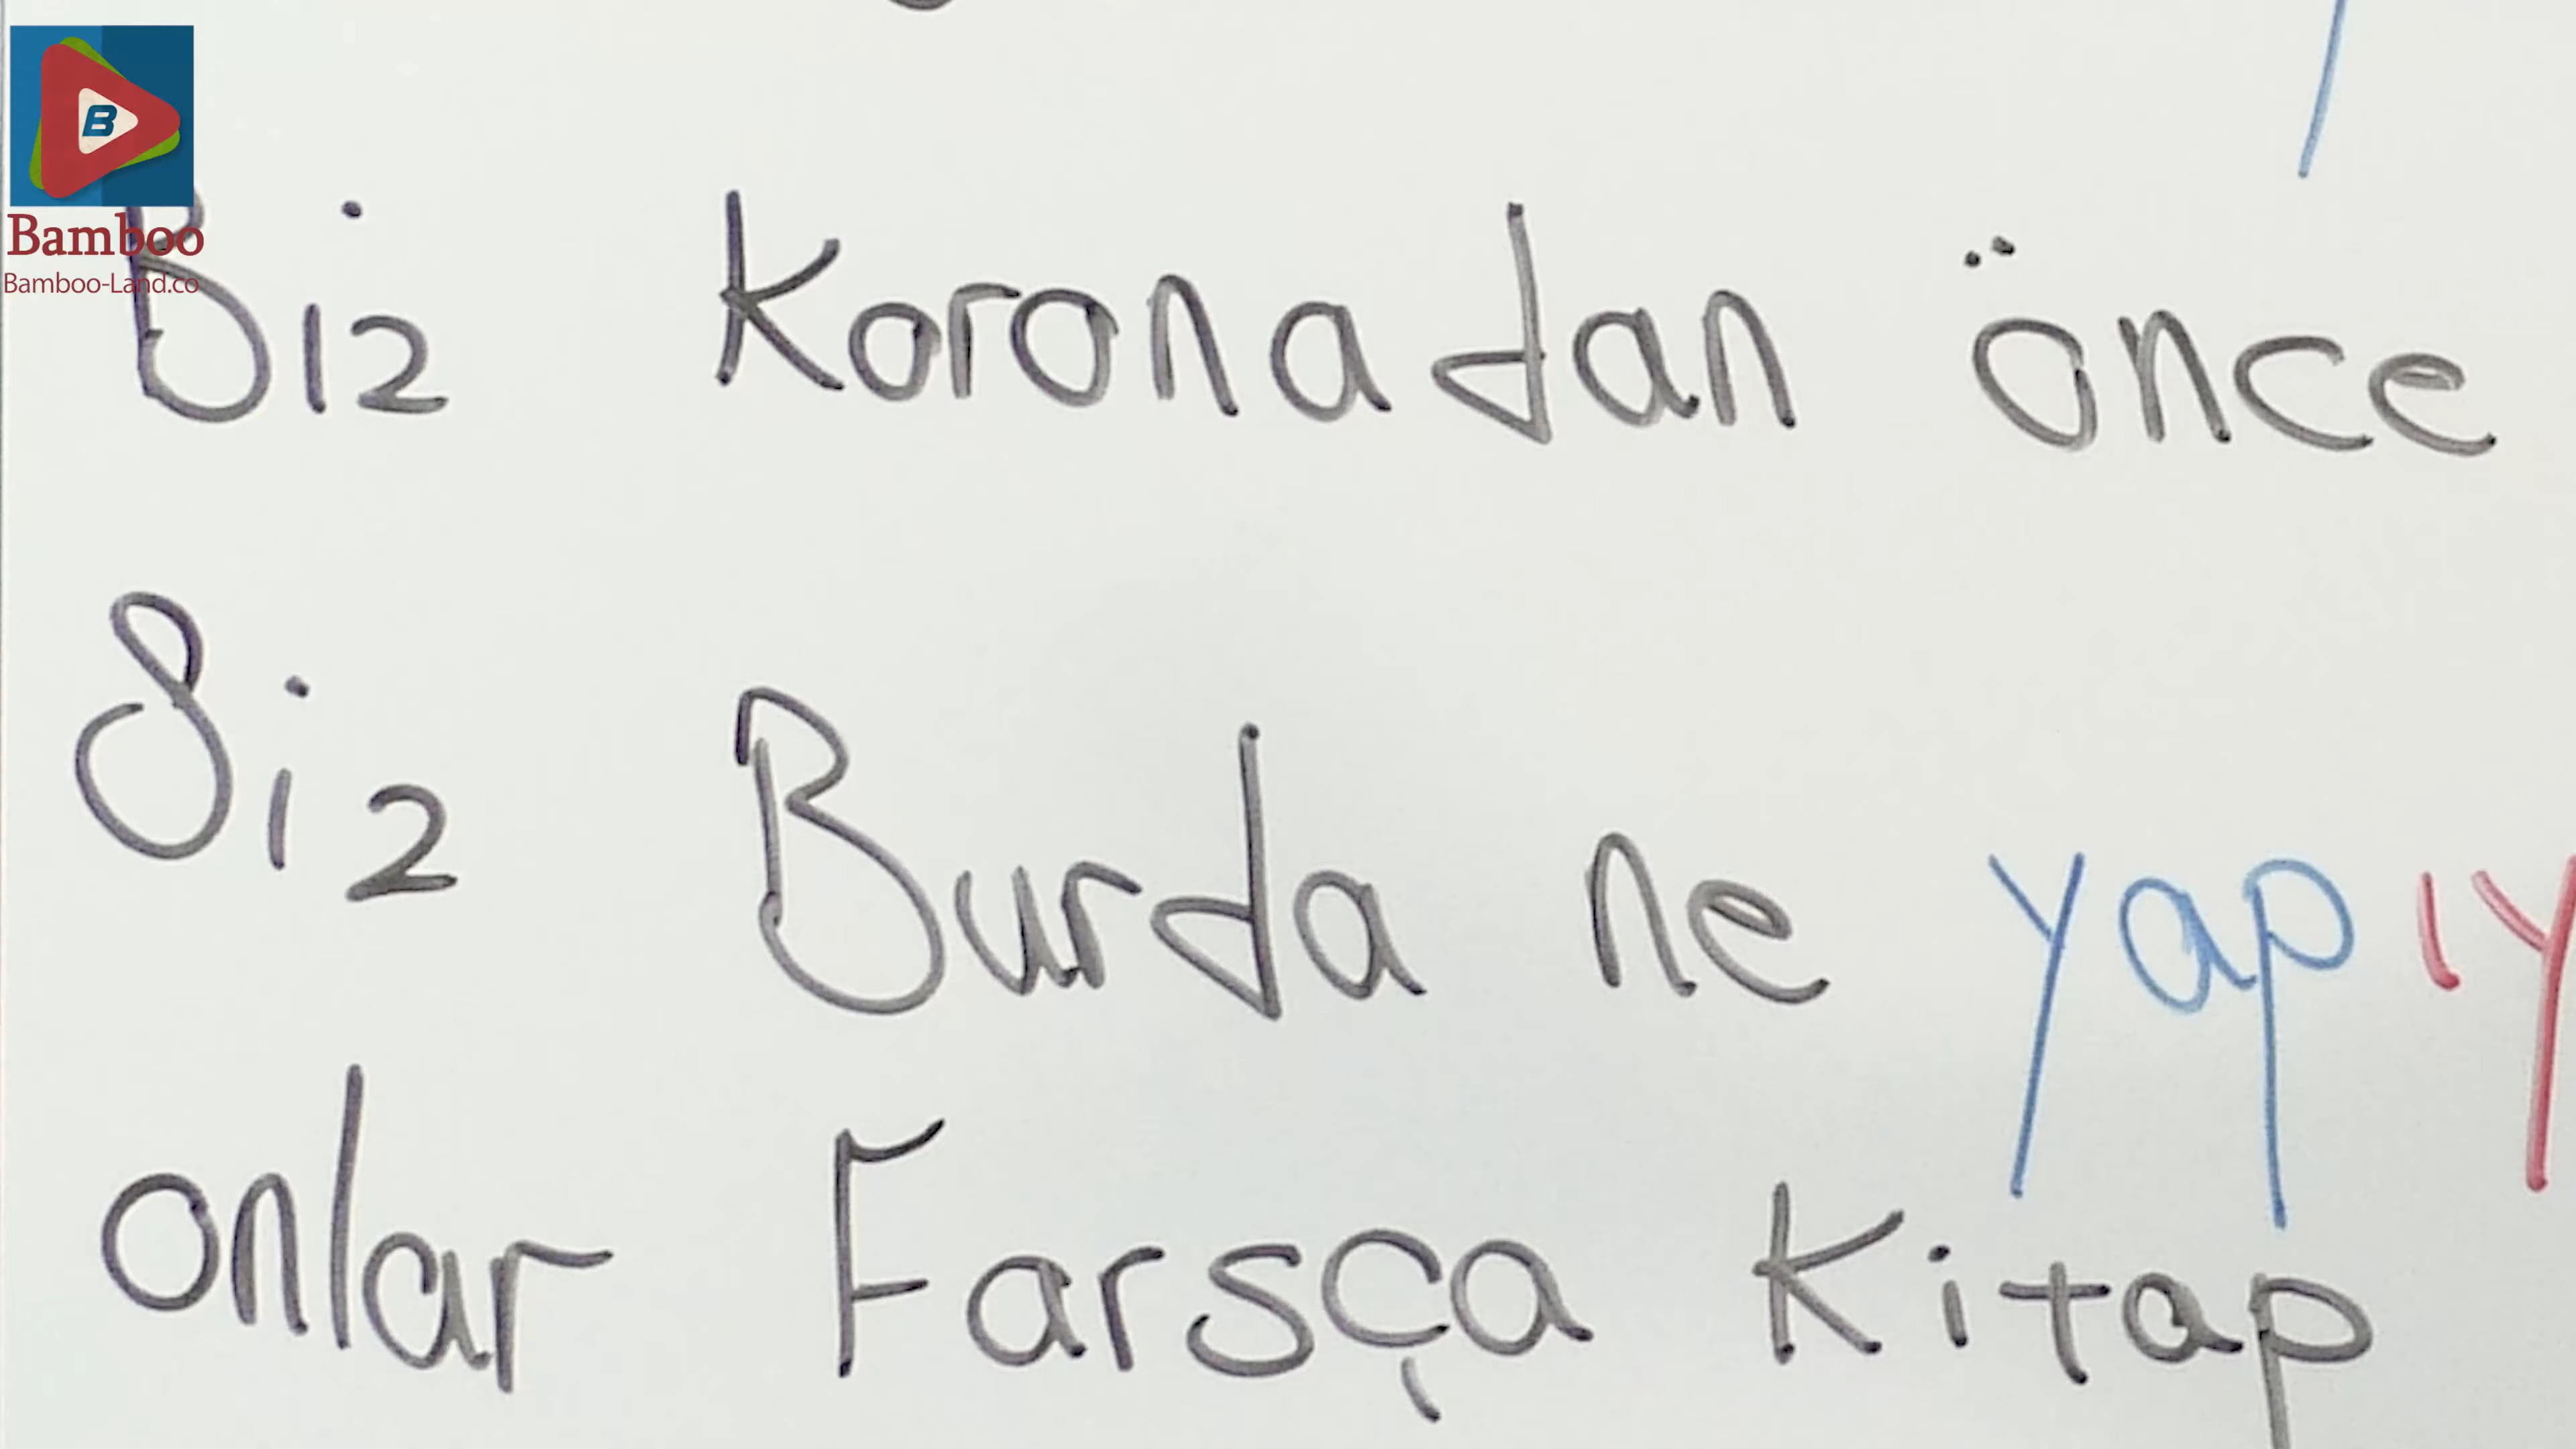 B
Bamboo
Bamboo-Land.co
Biz Koronadan önce
Siz Burda ne yapıy
onlar Farsça Kitap